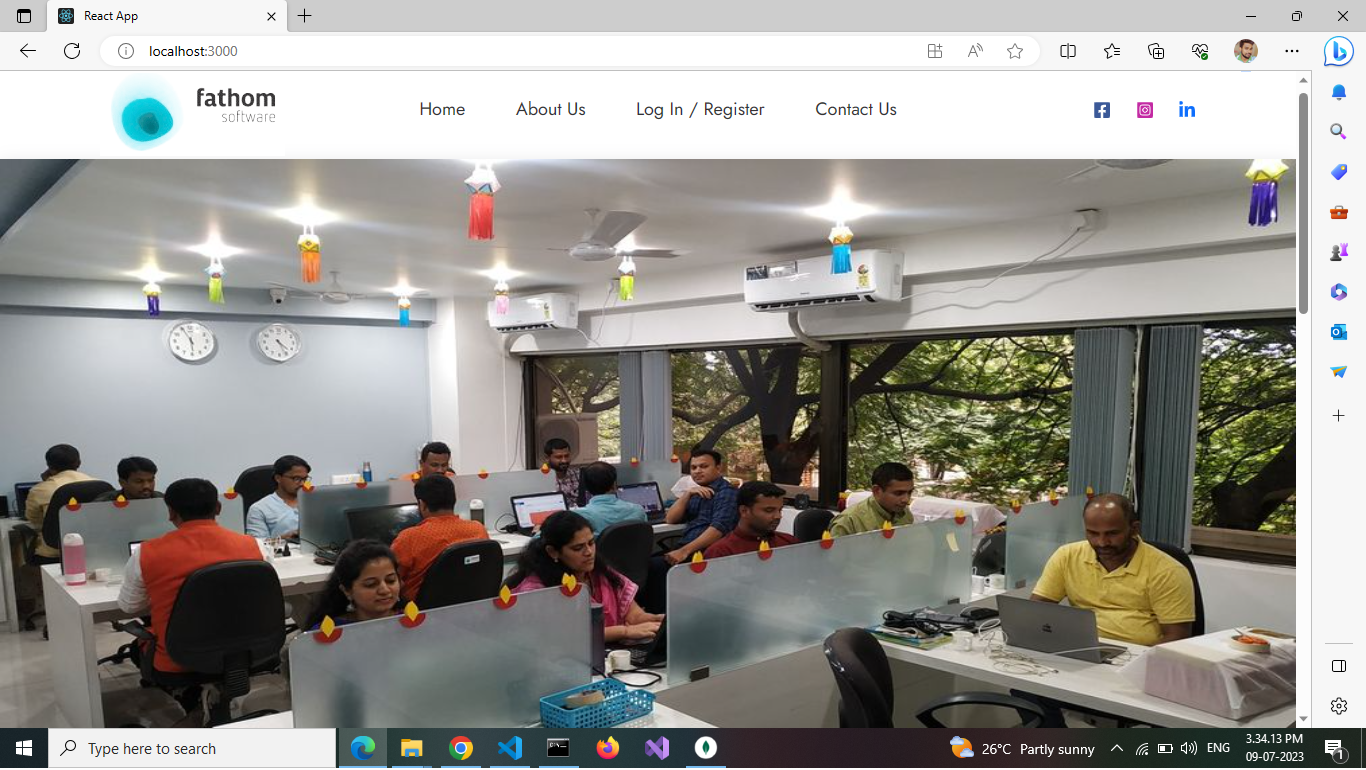 React App
localhost:3000
fathom
software
Home
About Us
Log In / Register
Contact Us
Type here to search
26°C Partly sunny
ENG
3.34.13 PM
09-07-2023
1